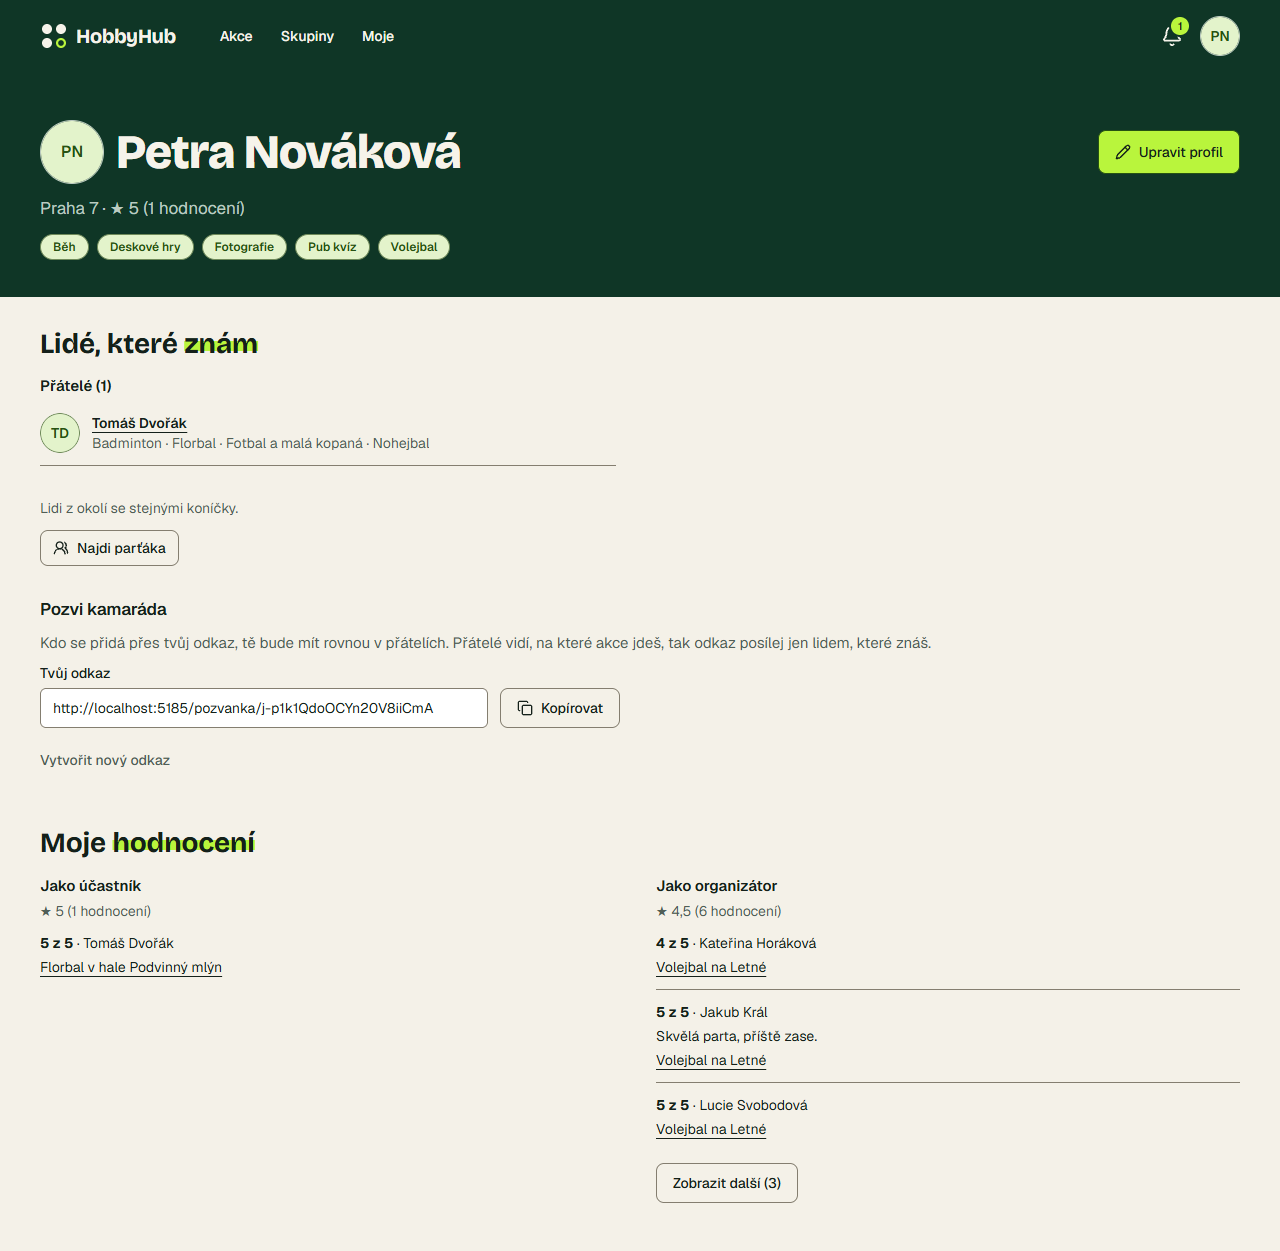 HobbyHub
Akce
Skupiny
Moje
1
PN
PN
Petra Nováková
Upravit profil
Praha 7 · ★ 5 (1 hodnocení)
Běh
Deskové hry
Fotografie
Pub kvíz
Volejbal
Lidé, které znám
Přátelé (1)
TD
Tomáš Dvořák
Badminton · Florbal · Fotbal a malá kopaná · Nohejbal
Lidi z okolí se stejnými koníčky.
Najdi parťáka
Pozvi kamaráda
Kdo se přidá přes tvůj odkaz, tě bude mít rovnou v přátelích. Přátelé vidí, na které akce jdeš, tak odkaz posílej jen lidem, které znáš.
Tvůj odkaz
http://localhost:5185/pozvanka/j-p1k1QdoOCYn20V8iiCmA
Kopírovat
Vytvořit nový odkaz
Moje hodnocení
Jako účastník
★ 5 (1 hodnocení)
5 z 5 · Tomáš Dvořák
Florbal v hale Podvinný mlýn
Jako organizátor
★ 4,5 (6 hodnocení)
4 z 5 · Kateřina Horáková
Volejbal na Letné
5 z 5 · Jakub Král
Skvělá parta, příště zase.
Volejbal na Letné
5 z 5 · Lucie Svobodová
Volejbal na Letné
Zobrazit další (3)